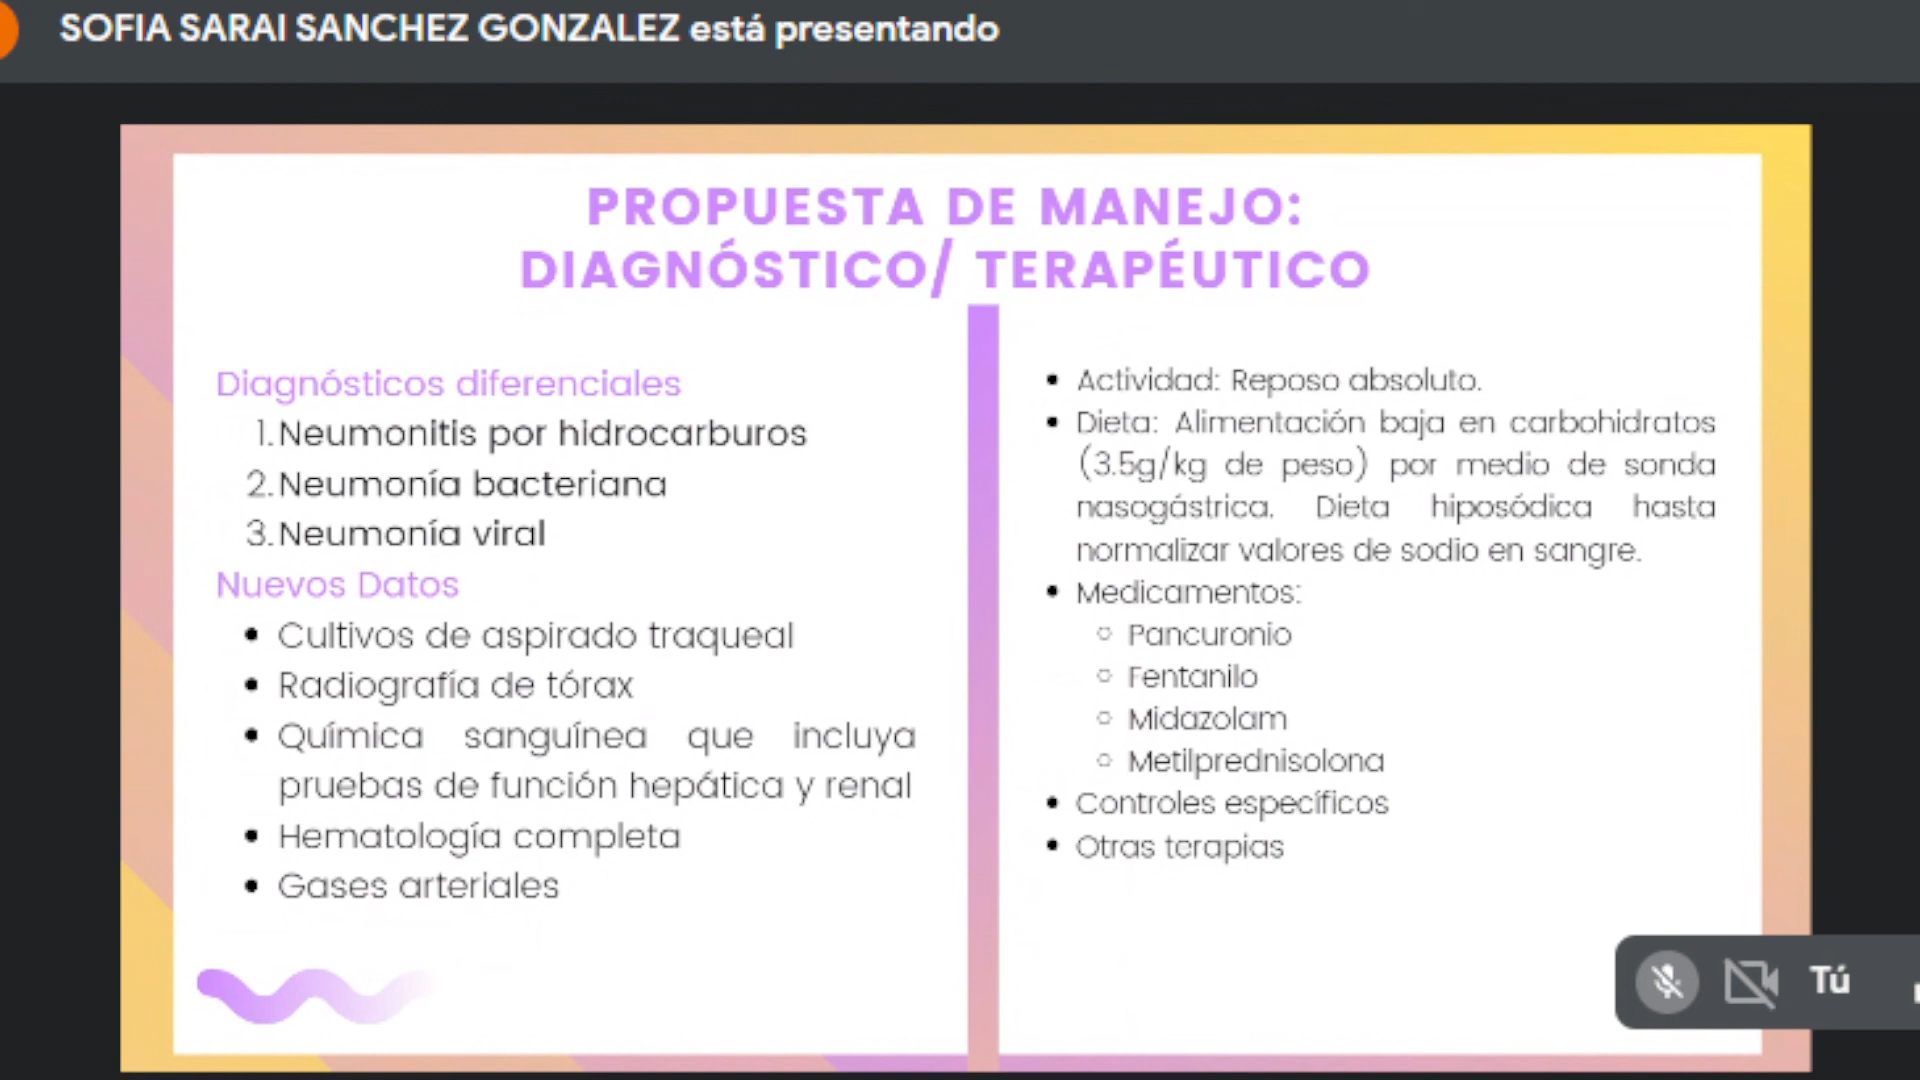 SOFIA SARAI SANCHEZ GONZALEZ está presentando
PROPUESTA DE MANEJO:
DIAGNÓSTICO/ TERAPÉUTICO
Diagnósticos diferenciales
1. Neumonitis por hidrocarburos
2. Neumonía bacteriana
3. Neumonía viral
Nuevos Datos
• Cultivos de aspirado traqueal
• Radiografía de tórax
• Química sanguínea que incluya
pruebas de función hepática y renal
• Hematología completa
• Gases arteriales
• Actividad: Reposo absoluto.
• Dieta: Alimentación baja en carbohidratos
(3.5g/kg de peso) por medio de sonda
nasogástrica. Dieta hiposódica hasta
normalizar valores de sodio en sangre.
• Medicamentos:
○ Pancuronio
○ Fentanilo
○ Midazolam
○ Metilprednisolona
• Controles específicos
• Otras terapias
Tú